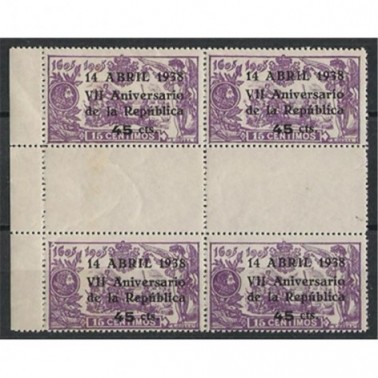 1605 1905
14 ABRIL 1938
VII Aniversario
de la República
45 cts.
15 CENTIMOS
1605 1905
14 ABRIL 1938
VII Aniversario
de la República
45 cts.
15 CENTIMOS
1605 1905
14 ABRIL 1938
VII Aniversario
de la República
45 cts.
15 CENTIMOS
1605 1905
14 ABRIL 1938
VII Aniversario
de la República
45 cts.
15 CENTIMOS